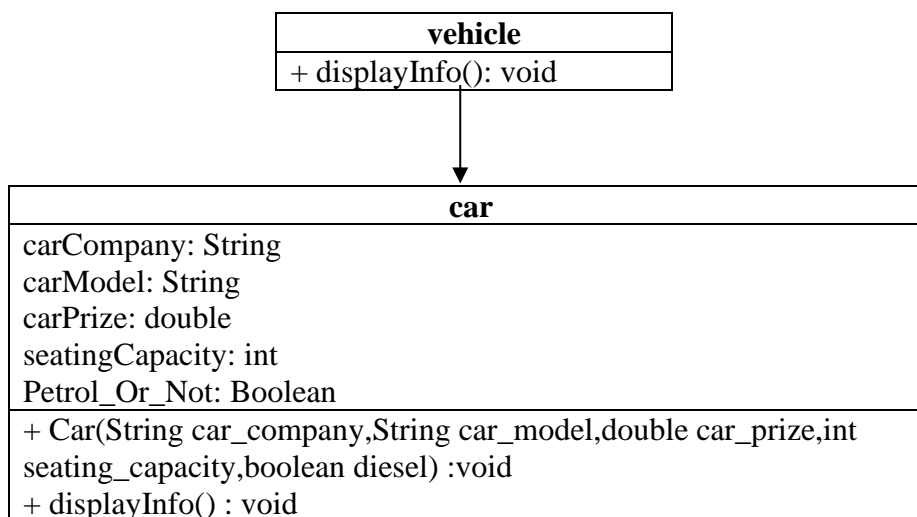 vehicle
+ displayInfo(): void
car
carCompany: String
carModel: String
carPrize: double
seatingCapacity: int
Petrol_Or_Not: Boolean
+ Car(String car_company,String car_model,double car_prize,int
seating_capacity,boolean diesel) :void
+ displayInfo() : void